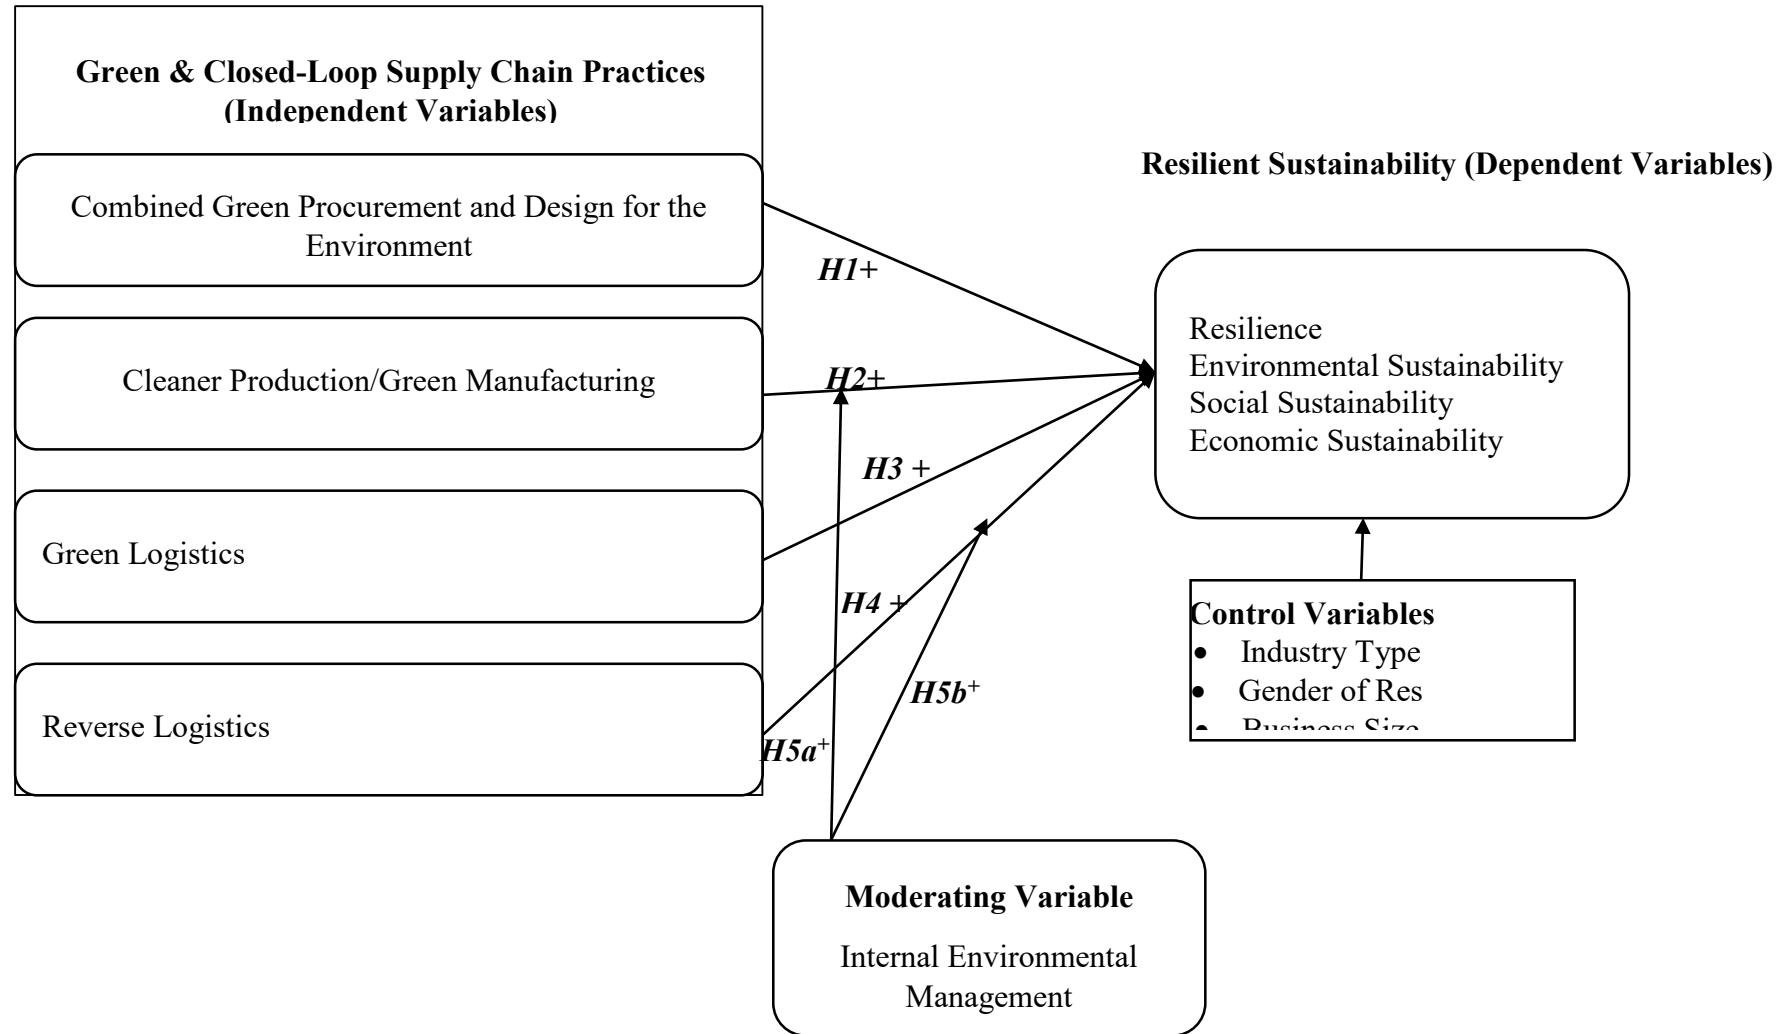 Green & Closed-Loop Supply Chain Practices
(Independent Variables)
Combined Green Procurement and Design for the
Environment
Cleaner Production/Green Manufacturing
Green Logistics
Reverse Logistics
H1+
H2+
H3 +
H4 +
H5a+
H5b+
Resilient Sustainability (Dependent Variables)
Resilience
Environmental Sustainability
Social Sustainability
Economic Sustainability
Control Variables
• Industry Type
• Gender of Res
• Business Size
Moderating Variable
Internal Environmental
Management